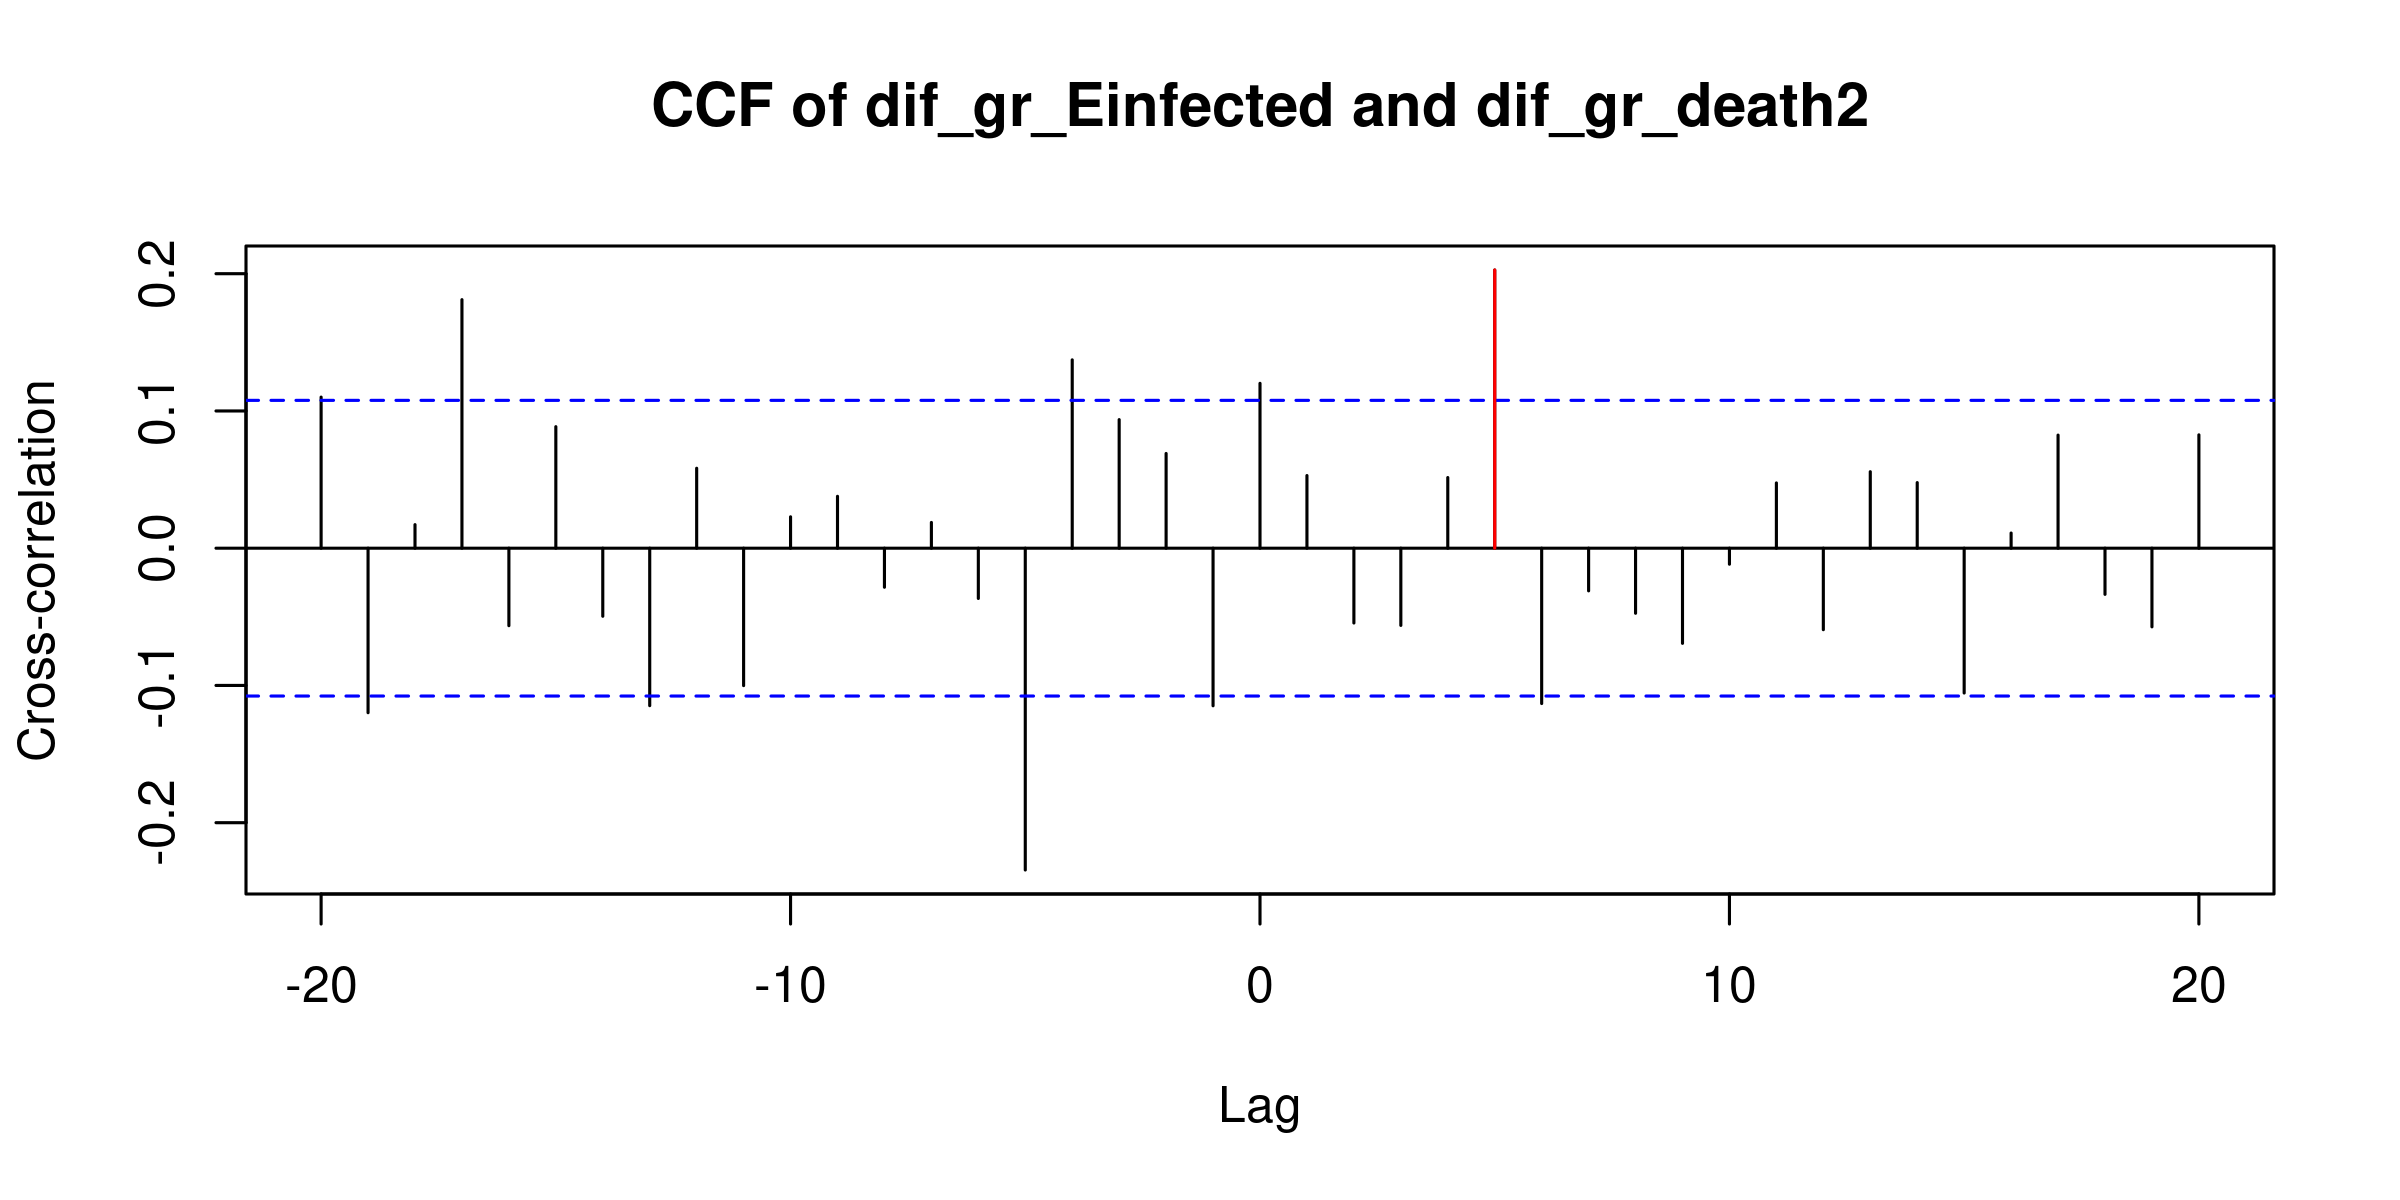 CCF of dif_gr_Einfected and dif_gr_death2
Cross-correlation
0.2
0.1
0.0
-0.1
-0.2
-20 -10 0 10 20
Lag